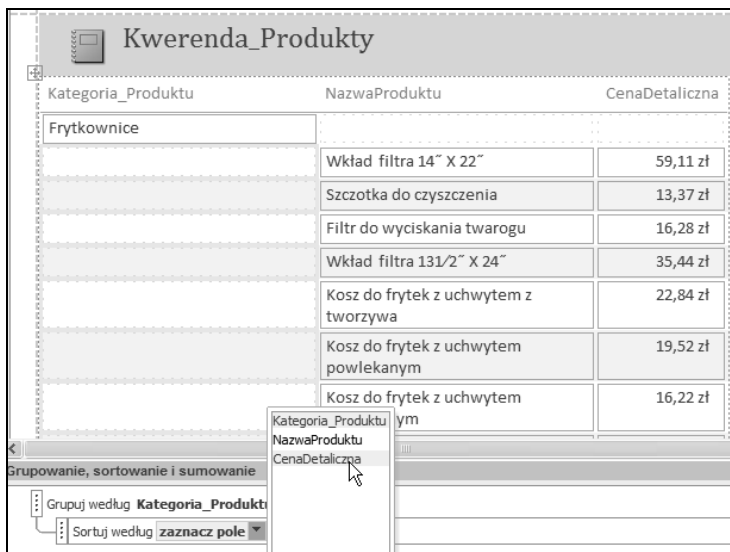 Kwerenda_Produkty
Kategoria_Produktu NazwaProduktu CenaDetaliczna
Frytkownice
Wkład filtra 14˝ X 22˝ 59,11 zł
Szczotka do czyszczenia 13,37 zł
Filtr do wyciskania twarogu 16,28 zł
Wkład filtra 131⁄2˝ X 24˝ 35,44 zł
Kosz do frytek z uchwytem z 22,84 zł
tworzywa
Kosz do frytek z uchwytem 19,52 zł
powlekanym
Kosz do frytek z uchwytem 16,22 zł
ym
Kategoria_Produktu
NazwaProduktu
CenaDetaliczna
Grupowanie, sortowanie i sumowanie
Grupuj według Kategoria_Produkt
Sortuj według zaznacz pole